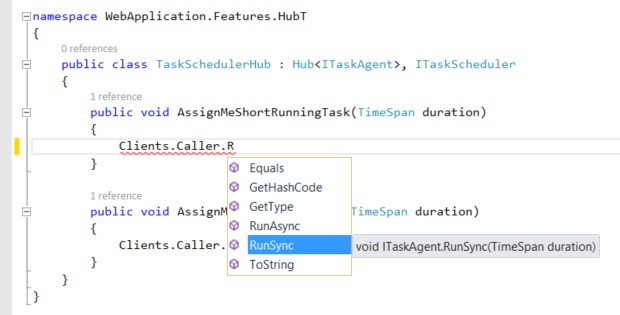 namespace WebApplication.Features.HubT
{
0 references
public class TaskSchedulerHub : Hub<ITaskAgent>, ITaskScheduler
{
1 reference
public void AssignMeShortRunningTask(TimeSpan duration)
{
Clients.Caller.R
}
Equals
GetHashCode
GetType
RunAsync
RunSync void ITaskAgent.RunSync(TimeSpan duration)
ToString
1 reference
public void AssignM TimeSpan duration)
{
Clients.Caller.
}
}
}